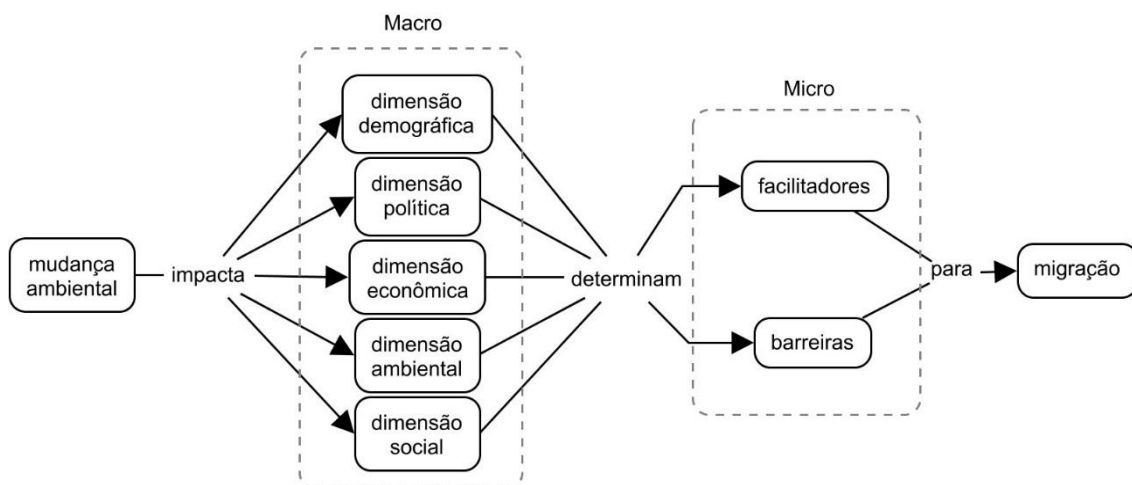 Macro
Micro
mudança
ambiental
impacta
dimensão
demográfica
dimensão
política
dimensão
econômica
dimensão
ambiental
dimensão
social
determinam
facilitadores
barreiras
para
migração